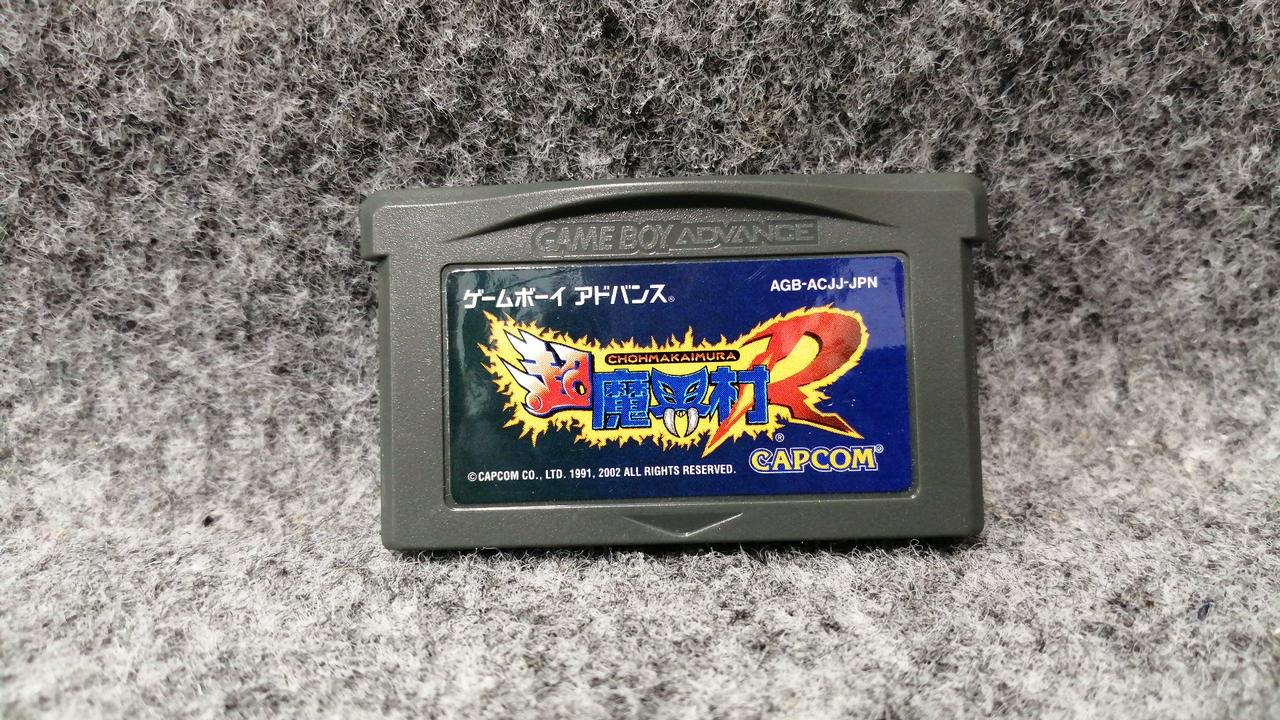 GAME BOY ADVANCE
ゲームボーイ アドバンス®
AGB-ACJJ-JPN
CHOHMAKAIMURA
超魔界村R
®
CAPCOM®
©CAPCOM CO., LTD. 1991, 2002 ALL RIGHTS RESERVED.